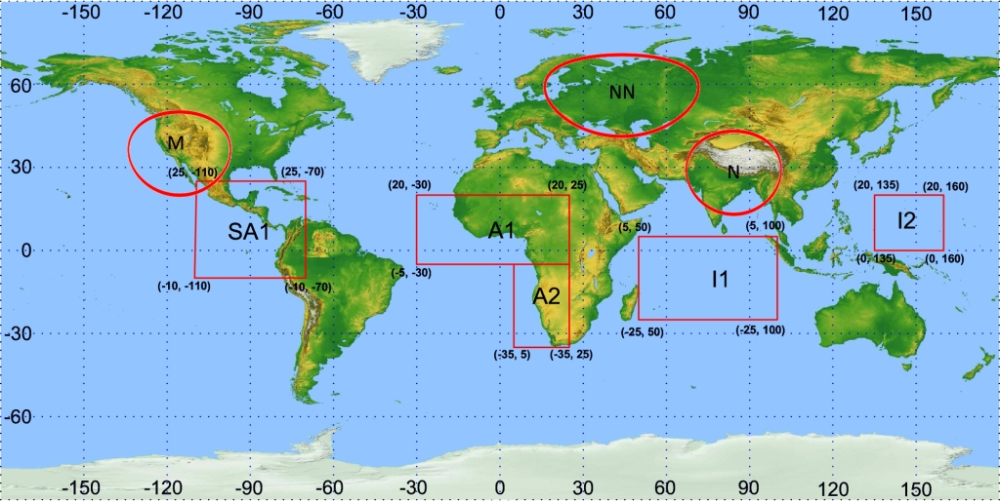 -150 -120 -90 -60 -30 0 30 60 90 120 150
60
NN
M
30
(25, -110) (25, -70)
N
(20, -30) (20, 25)
(20, 135) (20, 160)
SA1 A1 I2
(5, 50) (5, 100)
0
(0, 135) (0, 160)
(-5, -30)
I1
(-10, -110) (-10, -70)
A2
-30
(-25, 50) (-25, 100)
(-35, 5) (-35, 25)
-60
-150 -120 -90 -60 -30 0 30 60 90 120 150